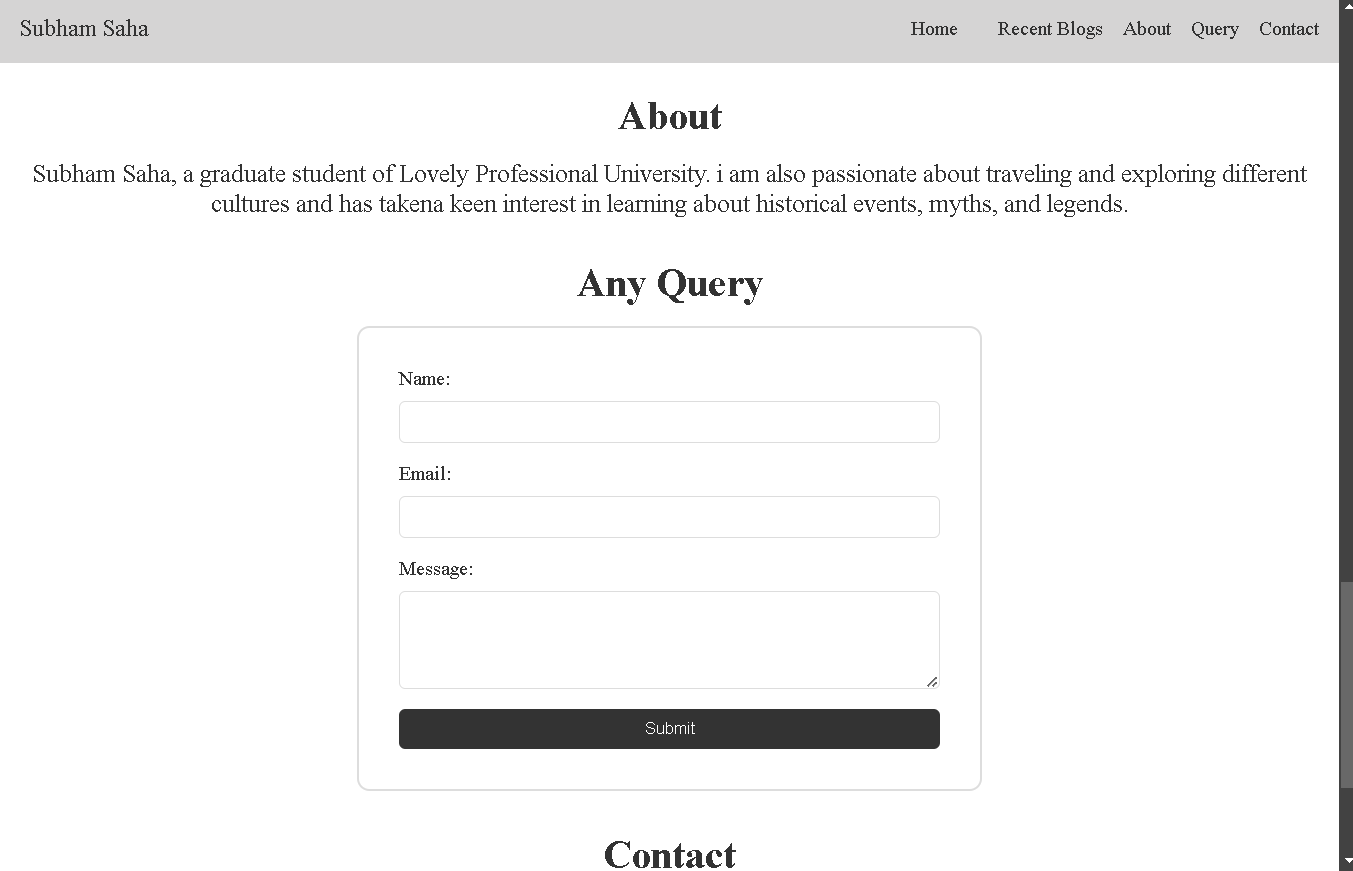 Subham Saha
Home Recent Blogs About Query Contact
About
Subham Saha, a graduate student of Lovely Professional University. i am also passionate about traveling and exploring different
cultures and has takena keen interest in learning about historical events, myths, and legends.
Any Query
Name:
Email:
Message:
Submit
Contact